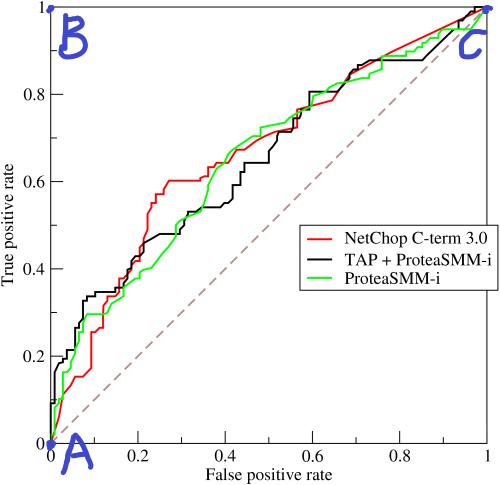 1
B
C
0.8
0.6
True positive rate
0.4
0.2
0
NetChop C-term 3.0
TAP + ProteaSMM-i
ProteaSMM-i
A
0 0.2 0.4 0.6 0.8 1
False positive rate